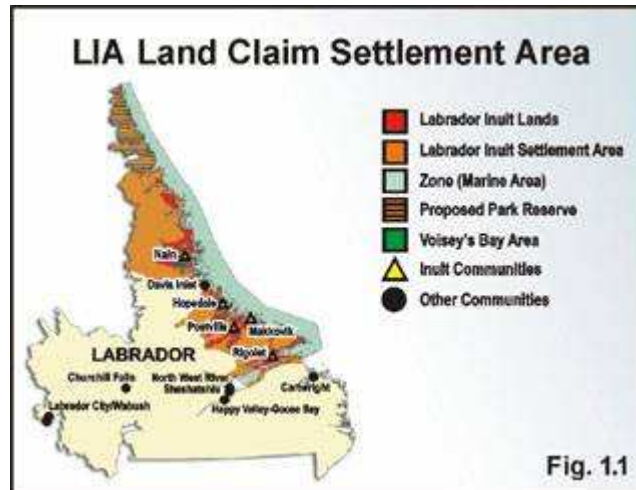 LIA Land Claim Settlement Area
Labrador Inuit Lands
Labrador Inuit Settlement Area
Zone (Marine Area)
Proposed Park Reserve
Voisey's Bay Area
Inuit Communities
Other Communities
Nain
Davis Inlet
Hopedale
Postville
Makkovik
LABRADOR
Rigolet
Churchill Falls
North West River
Sheshatshiu
Cartwright
Labrador City/Wabush
Happy Valley-Goose Bay
Fig. 1.1